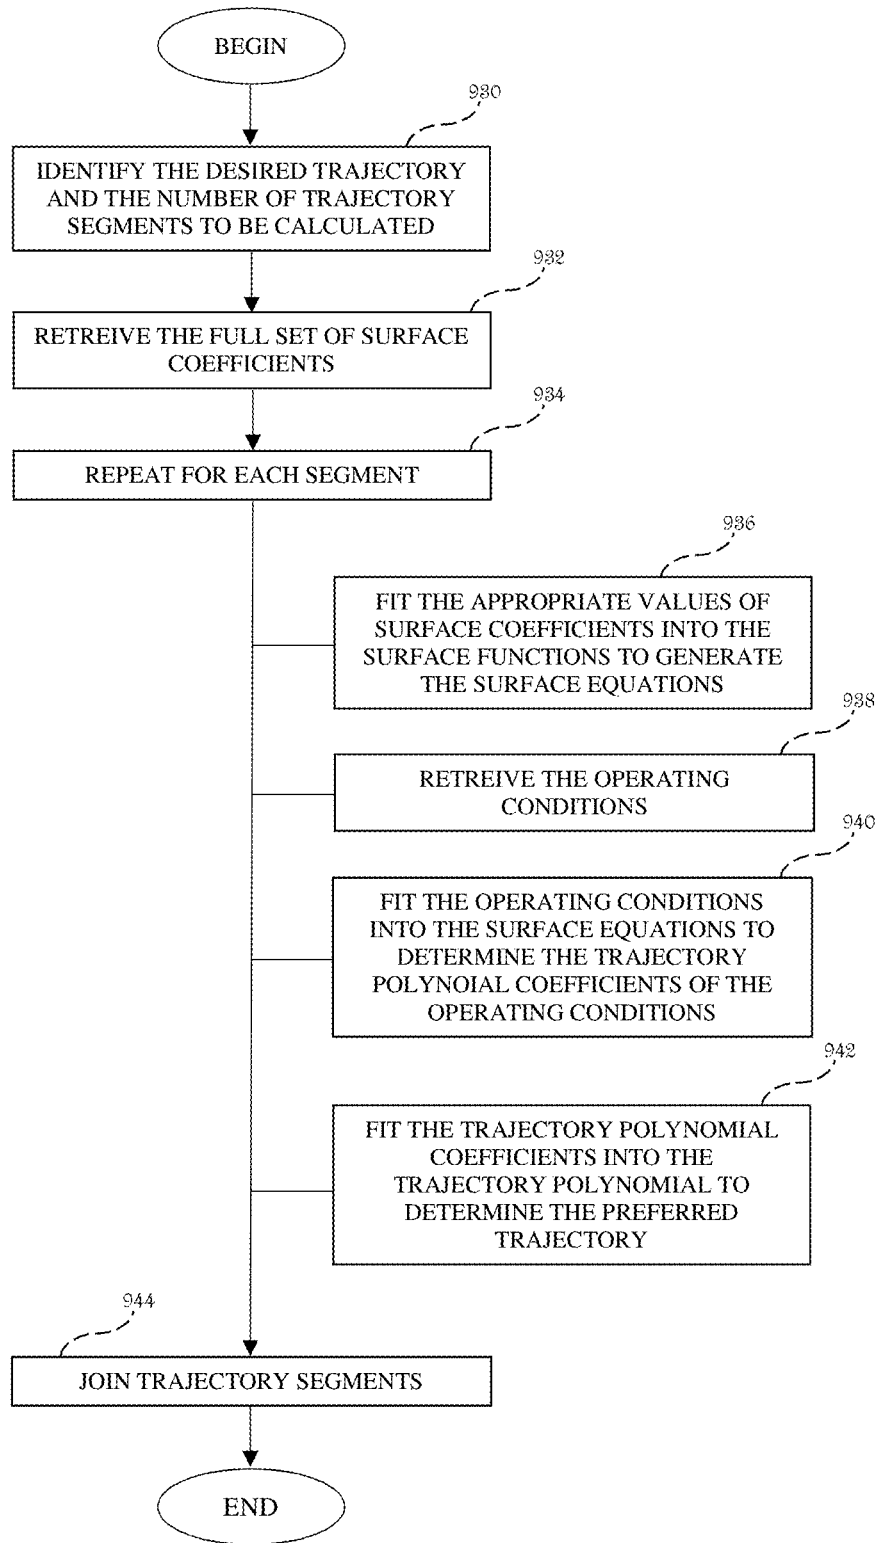 BEGIN
930
IDENTIFY THE DESIRED TRAJECTORY
AND THE NUMBER OF TRAJECTORY
SEGMENTS TO BE CALCULATED
932
RETREIVE THE FULL SET OF SURFACE
COEFFICIENTS
934
REPEAT FOR EACH SEGMENT
936
FIT THE APPROPRIATE VALUES OF
SURFACE COEFFICIENTS INTO THE
SURFACE FUNCTIONS TO GENERATE
THE SURFACE EQUATIONS
938
RETREIVE THE OPERATING
CONDITIONS
940
FIT THE OPERATING CONDITIONS
INTO THE SURFACE EQUATIONS TO
DETERMINE THE TRAJECTORY
POLYNOIAL COEFFICIENTS OF THE
OPERATING CONDITIONS
942
FIT THE TRAJECTORY POLYNOMIAL
COEFFICIENTS INTO THE
TRAJECTORY POLYNOMIAL TO
DETERMINE THE PREFERRED
TRAJECTORY
944
JOIN TRAJECTORY SEGMENTS
END